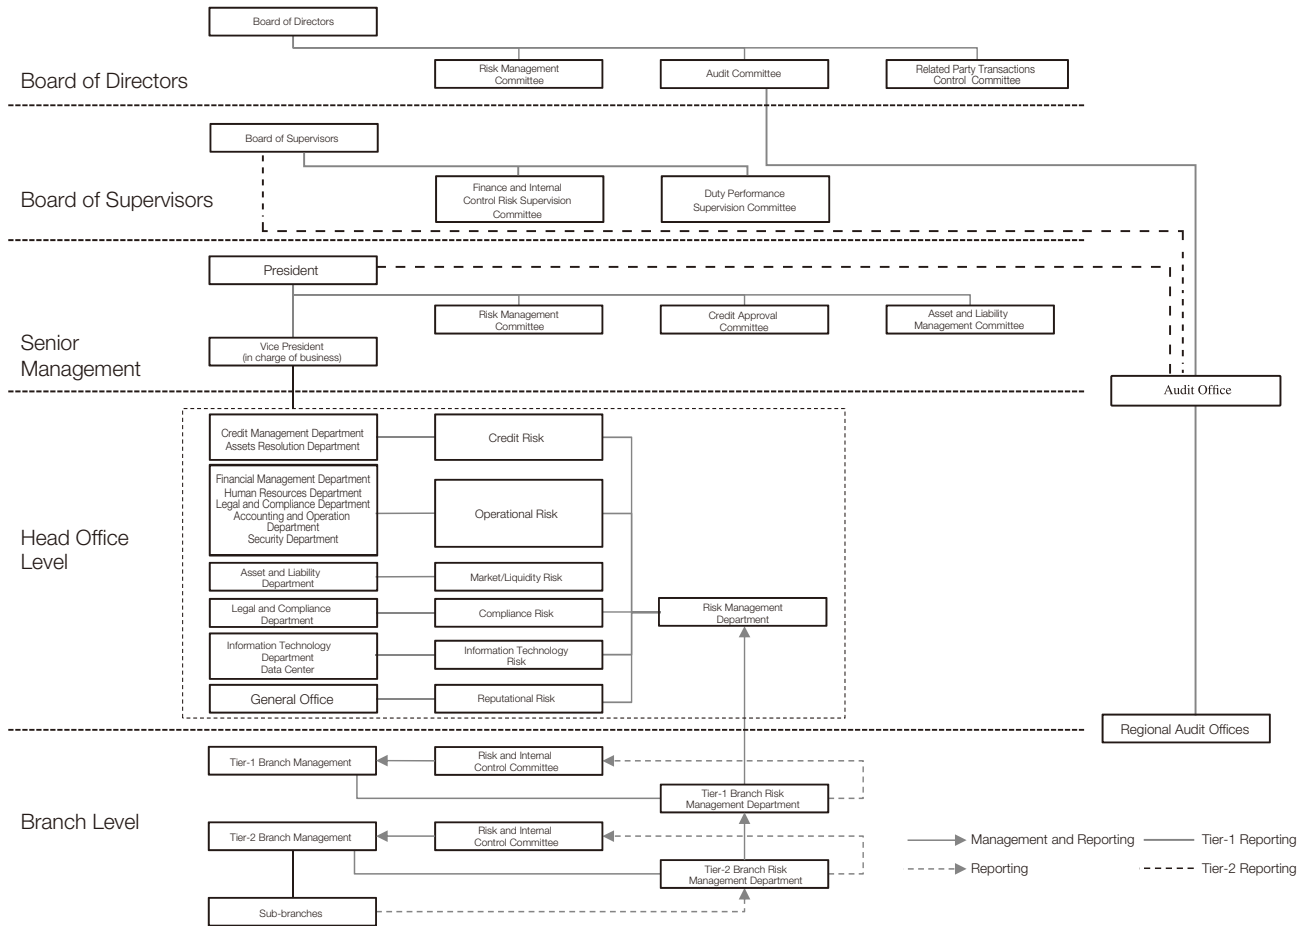 Board of Directors
Risk Management
Committee
Audit Committee
Related Party Transactions
Control Committee
Board of Directors
Board of Supervisors
Finance and Internal
Control Risk Supervision
Committee
Duty Performance
Supervision Committee
Board of Supervisors
President
Risk Management
Committee
Credit Approval
Committee
Asset and Liability
Management Committee
Senior
Management
Vice President
(in charge of business)
Audit Office
Credit Management Department
Assets Resolution Department
Credit Risk
Financial Management Department
Human Resources Department
Legal and Compliance Department
Accounting and Operation
Department
Security Department
Operational Risk
Head Office
Level
Asset and Liability
Department
Market/Liquidity Risk
Legal and Compliance
Department
Compliance Risk
Risk Management
Department
Information Technology
Department
Data Center
Information Technology
Risk
General Office
Reputational Risk
Regional Audit Offices
Tier-1 Branch Management
Risk and Internal
Control Committee
Tier-1 Branch Risk
Management Department
Branch Level
Tier-2 Branch Management
Risk and Internal
Control Committee
Tier-2 Branch Risk
Management Department
Sub-branches
Management and Reporting
Tier-1 Reporting
Reporting
Tier-2 Reporting